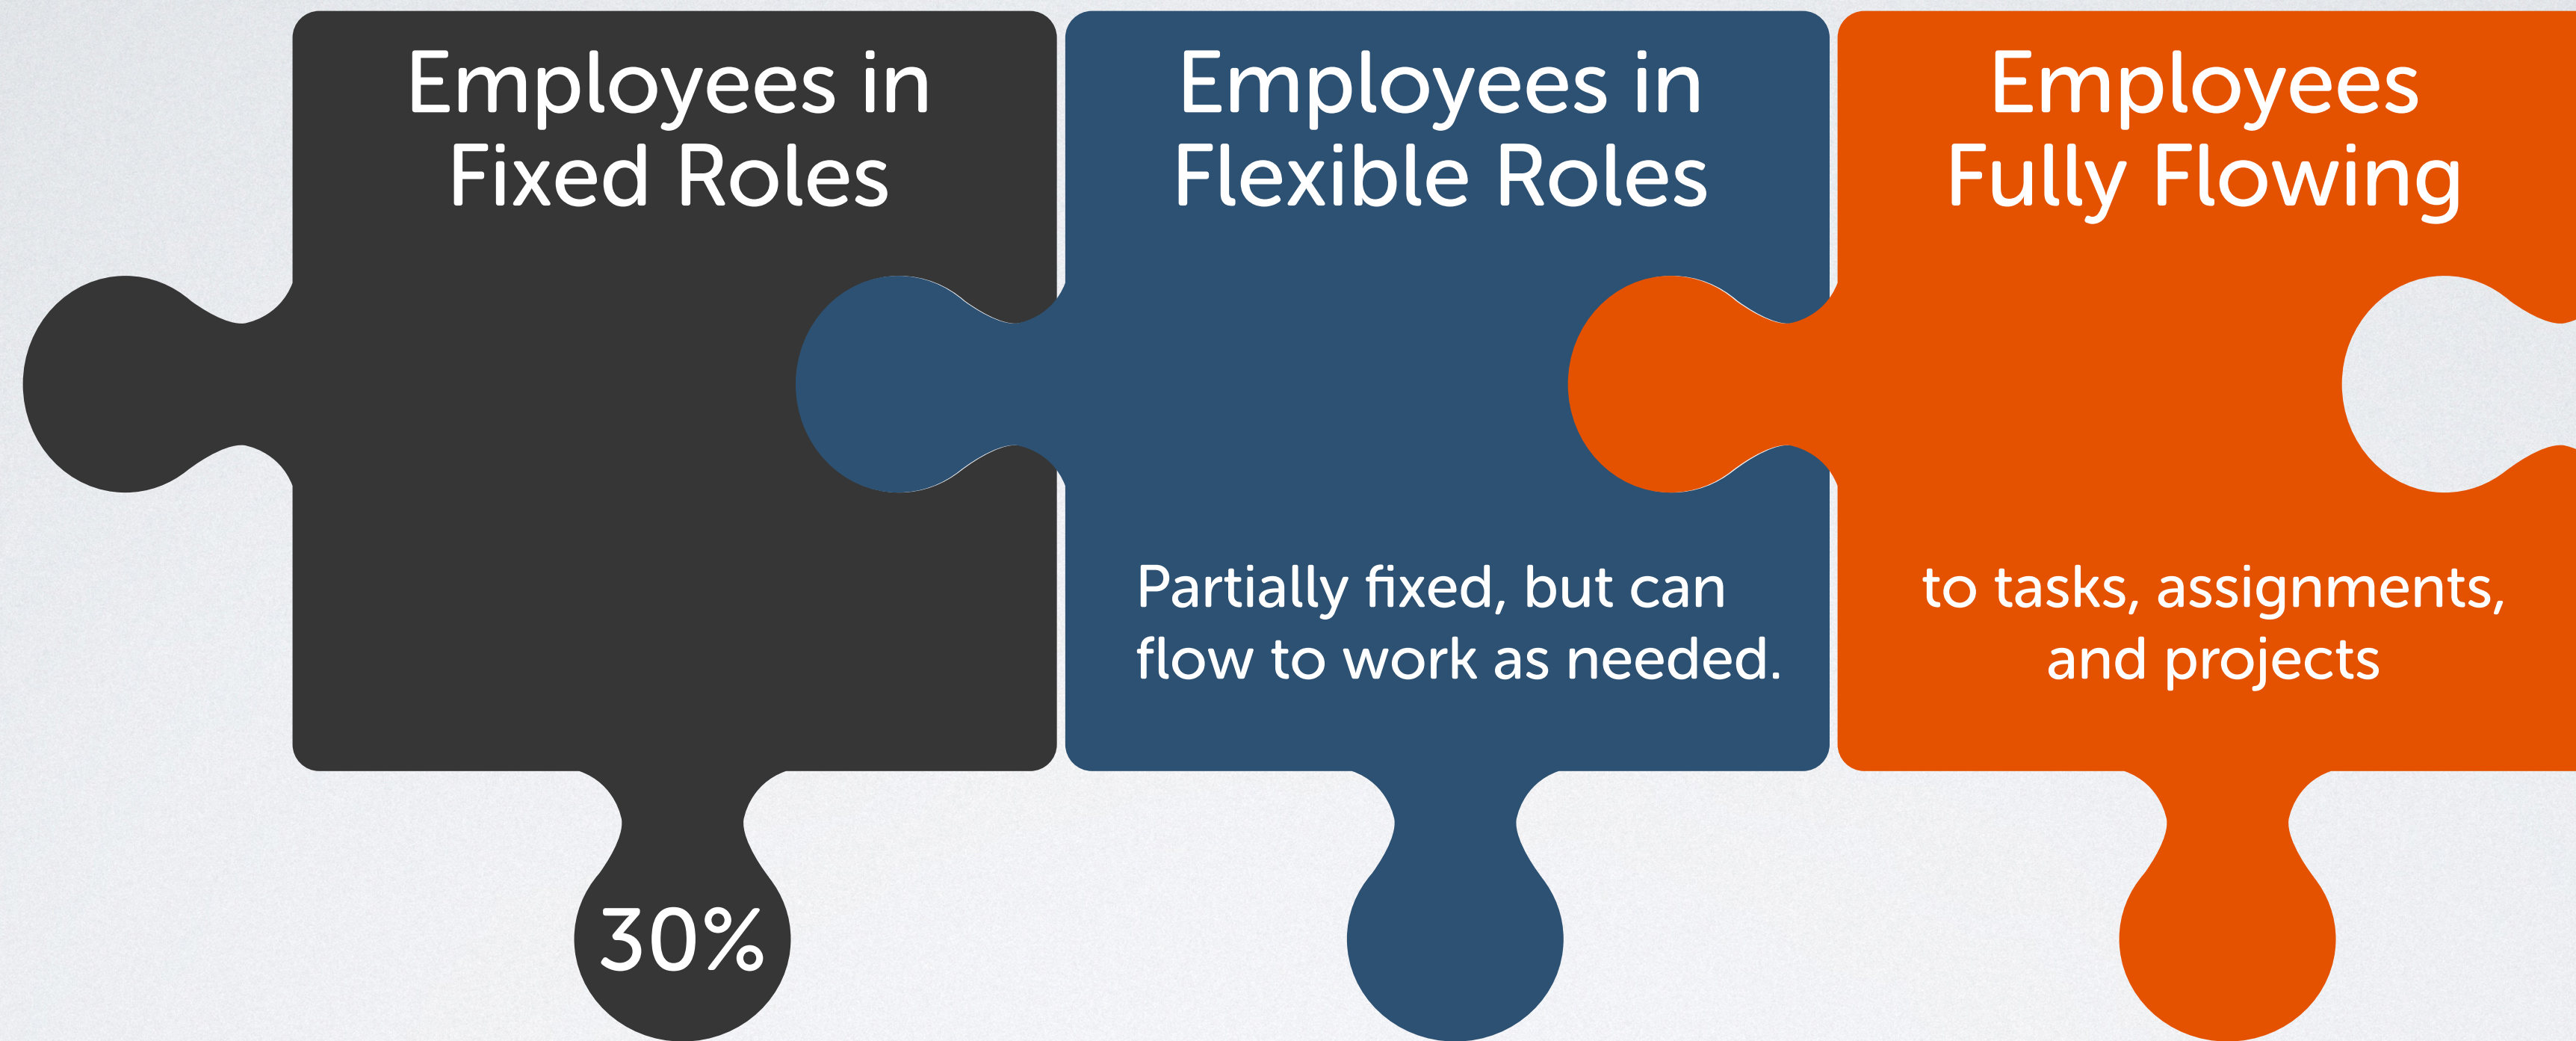 Employees in
Fixed Roles
30%
Employees in
Flexible Roles
Partially fixed, but can
flow to work as needed.
Employees
Fully Flowing
to tasks, assignments,
and projects